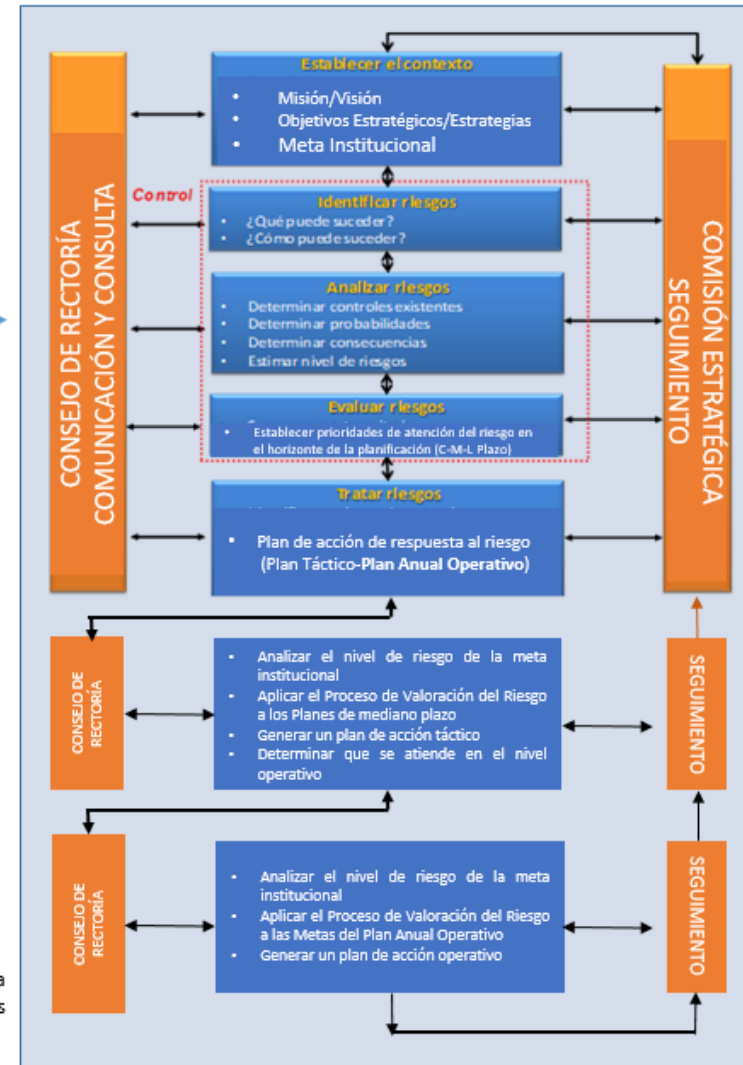 Establecer el contexto
• Misión/Visión
• Objetivos Estratégicos/Estrategias
• Meta Institucional
CONSEJO DE RECTORÍA
COMUNICACIÓN Y CONSULTA
COMISIÓN ESTRATÉGICA
SEGUIMIENTO
Control
Identificar riesgos
• ¿Qué puede suceder?
• ¿Cómo puede suceder?
Analizar riesgos
• Determinar controles existentes
• Determinar probabilidades
• Determinar consecuencias
• Estimar nivel de riesgos
Evaluar riesgos
• Establecer prioridades de atención del riesgo en
el horizonte de la planificación (C-M-L Plazo)
Tratar riesgos
• Plan de acción de respuesta al riesgo
(Plan Táctico-Plan Anual Operativo)
CONSEJO DE
RECTORÍA
• Analizar el nivel de riesgo de la meta
institucional
• Aplicar el Proceso de Valoración del Riesgo
a los Planes de mediano plazo
• Generar un plan de acción táctico
• Determinar que se atiende en el nivel
operativo
SEGUIMIENTO
CONSEJO DE
RECTORÍA
• Analizar el nivel de riesgo de la meta
institucional
• Aplicar el Proceso de Valoración del Riesgo
a las Metas del Plan Anual Operativo
• Generar un plan de acción operativo
SEGUIMIENTO
a
s